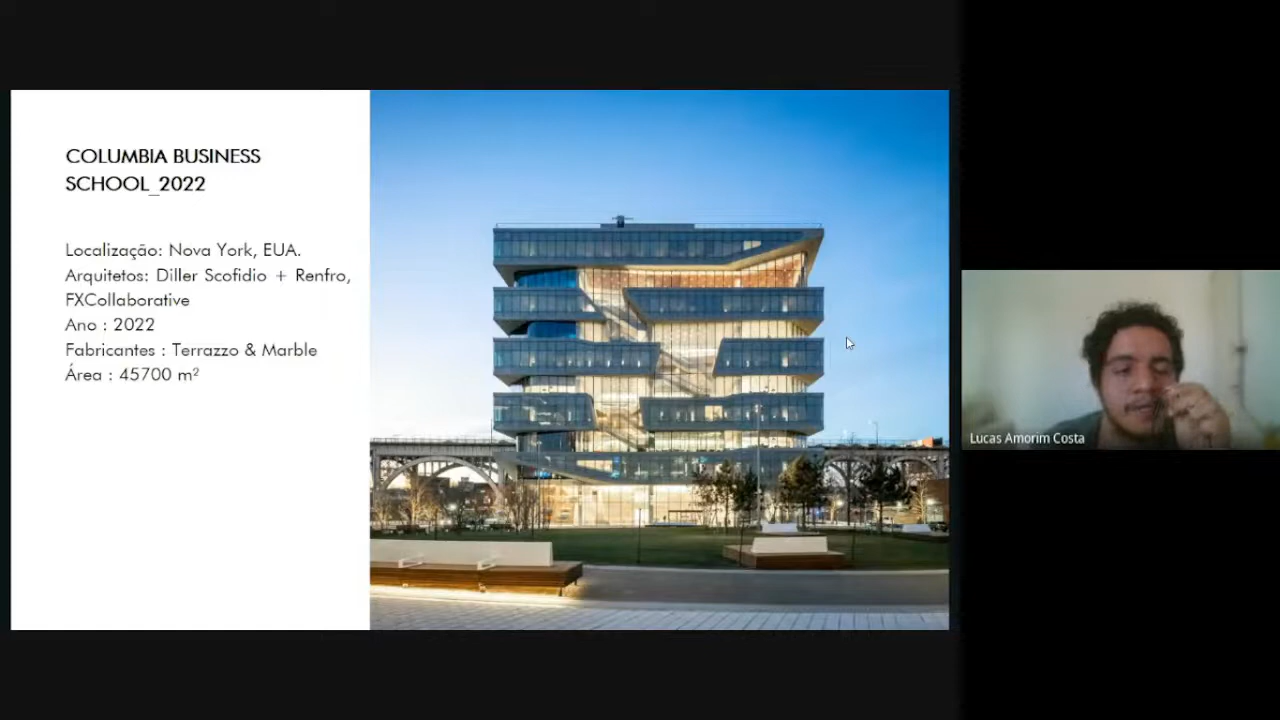 COLUMBIA BUSINESS
SCHOOL_2022
Localização: Nova York, EUA.
Arquitetos: Diller Scofidio + Renfro,
FXCollaborative
Ano : 2022
Fabricantes : Terrazzo & Marble
Área : 45700 m²
Lucas Amorim Costa